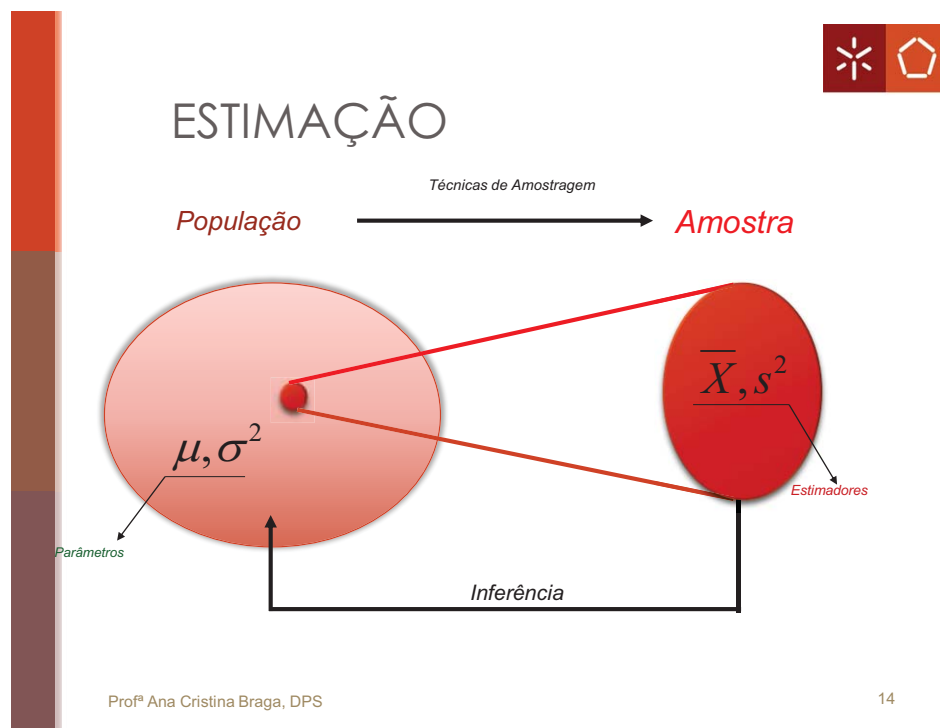 ESTIMAÇÃO
Técnicas de Amostragem
População
Amostra
X̅, s²
μ, σ²
Estimadores
Parâmetros
Inferência
Profª Ana Cristina Braga, DPS
14